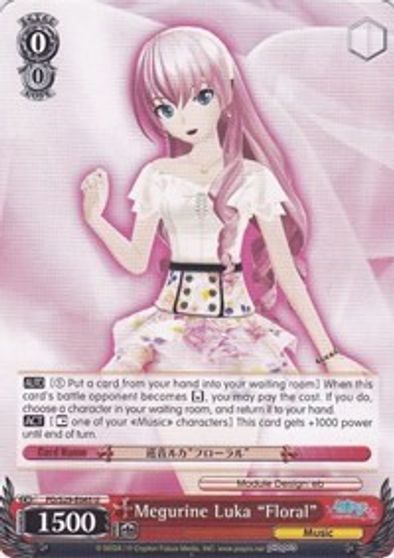 0
0
AUTO [① Put a card from your hand into your waiting room] When this
card's battle opponent becomes [ ], you may pay the cost. If you do,
choose a character in your waiting room, and return it to your hand.
ACT [ one of your «Music» characters] This card gets +1000 power
until end of turn.
Card Name 巡音ルカ"フローラル"
Module Design: eb
1500
Megurine Luka "Floral"
Music